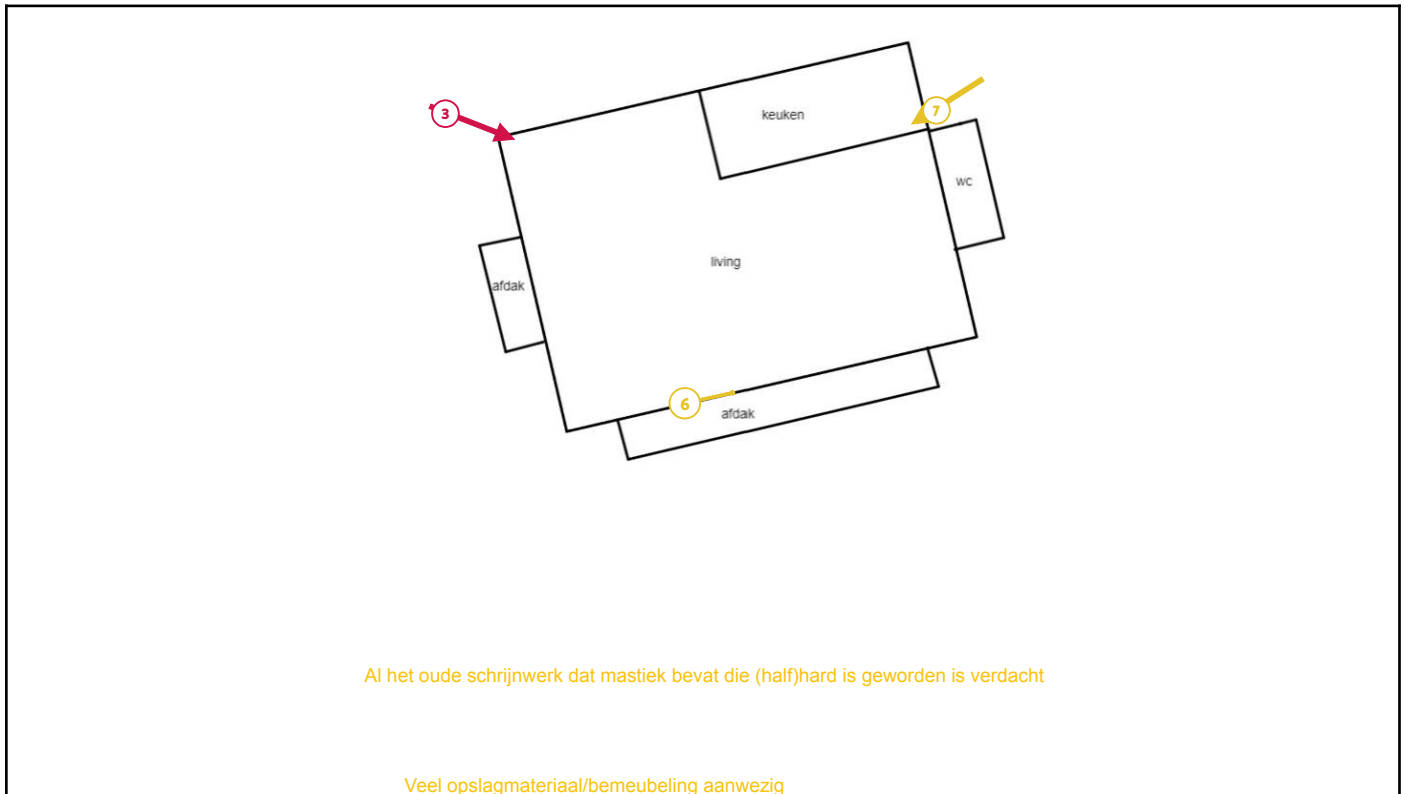 keuken
3
7
wc
living
afdak
6
afdak
Al het oude schrijnwerk dat mastiek bevat die (half)hard is geworden is verdacht
Veel opslagmateriaal/bemeubeling aanwezig